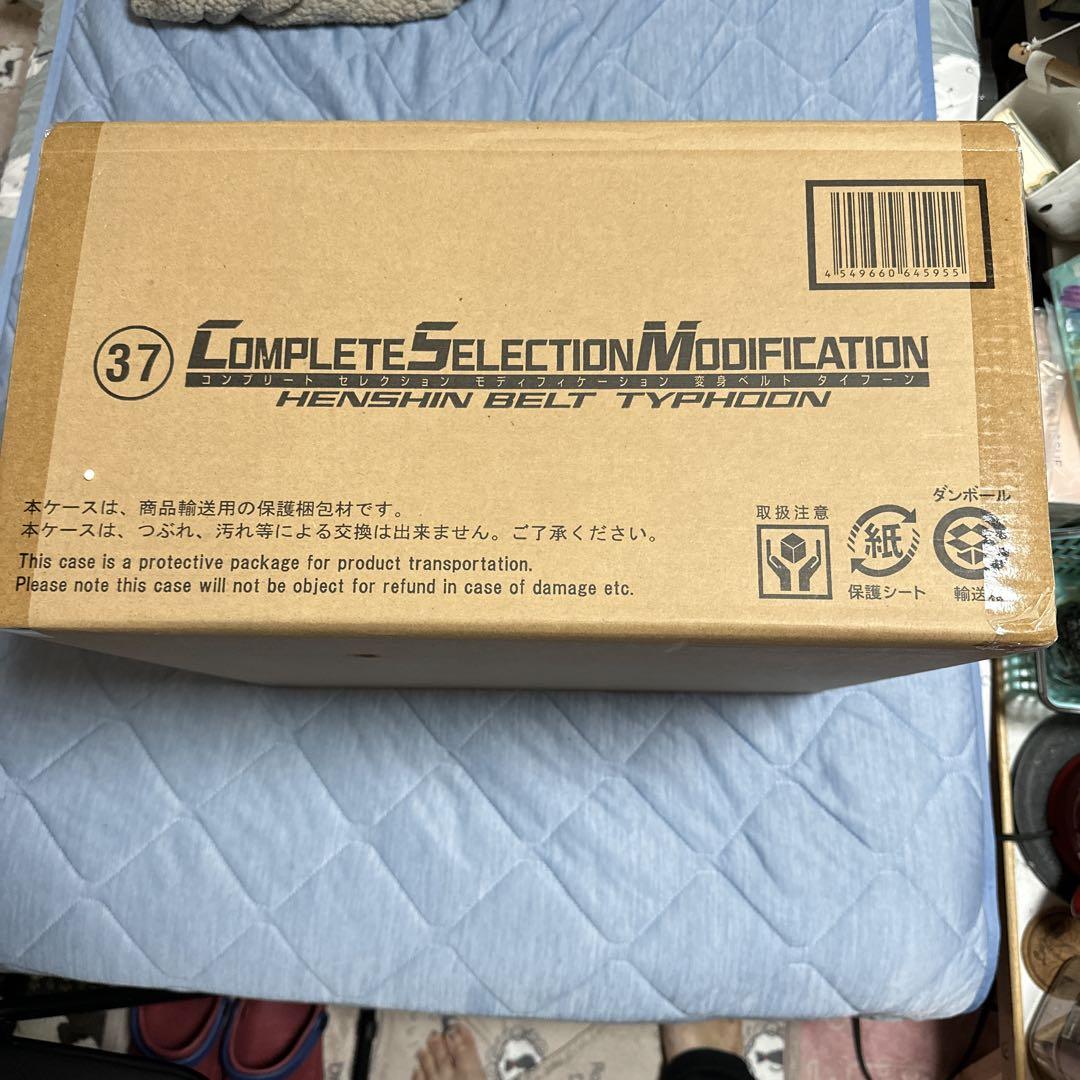 4 549660 645955
37
COMPLETE SELECTION MODIFICATION
コンプリート セレクション モディフィケーション 変身ベルト タイフーン
HENSHIN BELT TYPHOON
本ケースは、商品輸送用の保護梱包材です。
本ケースは、つぶれ、汚れ等による交換は出来ません。ご了承ください。
This case is a protective package for product transportation.
Please note this case will not be object for refund in case of damage etc.
取扱注意
紙
保護シート
ダンボール
輸送